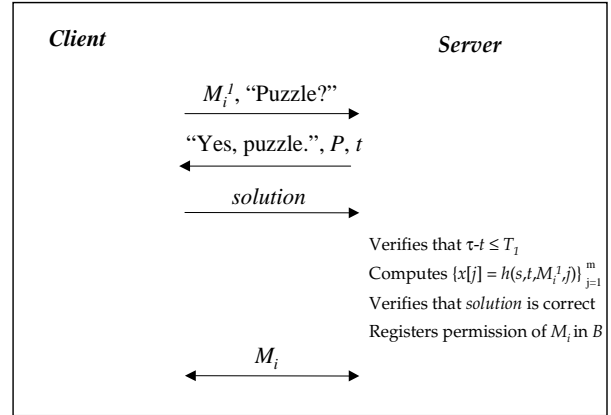 Client
Server
M_i^1, “Puzzle?”
“Yes, puzzle.”, P, t
solution
Verifies that τ-t ≤ T_1
Computes {x[j] = h(s,t,M_i^1,j)}_{j=1}^m
Verifies that solution is correct
Registers permission of M_i in B
M_i